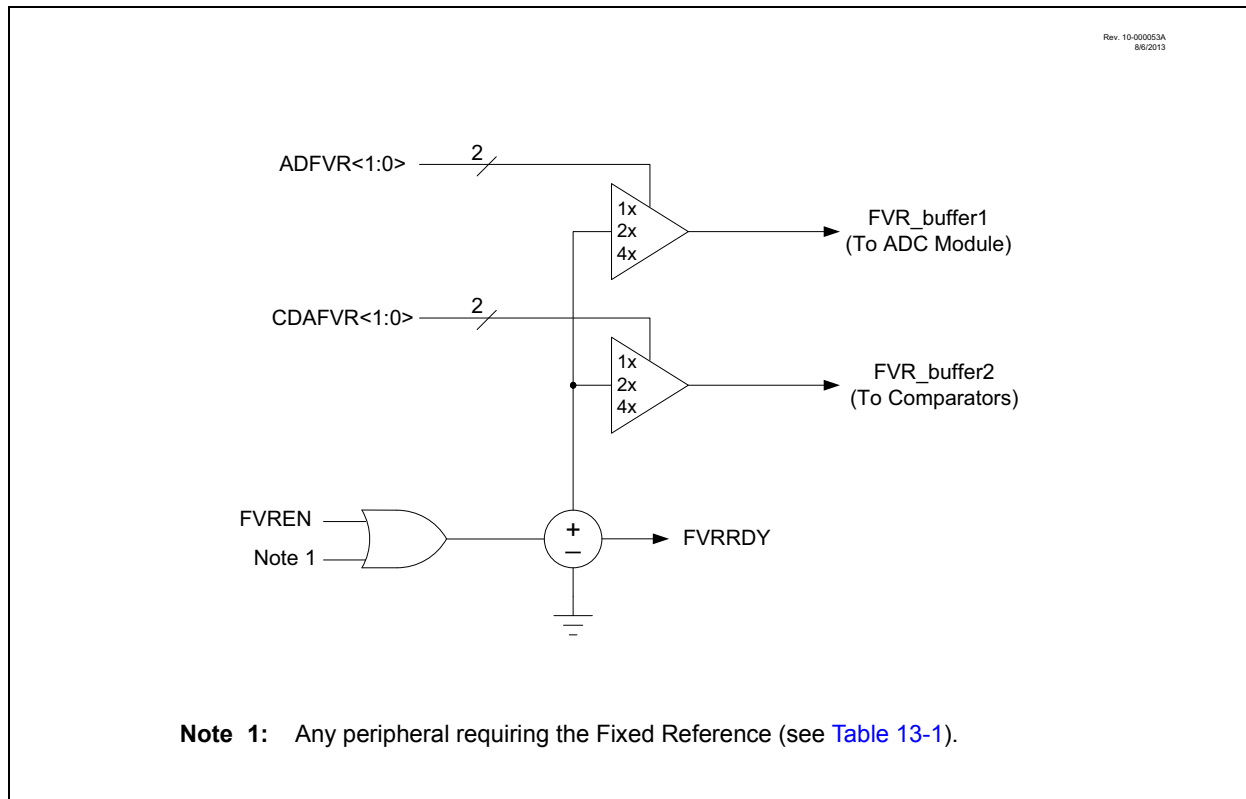 Rev. 10-000053A
8/6/2013
ADFVR<1:0>
2
1x
2x
4x
FVR_buffer1
(To ADC Module)
CDAFVR<1:0>
2
1x
2x
4x
FVR_buffer2
(To Comparators)
FVREN
Note 1
+
–
FVRRDY
Note 1: Any peripheral requiring the Fixed Reference (see Table 13-1).